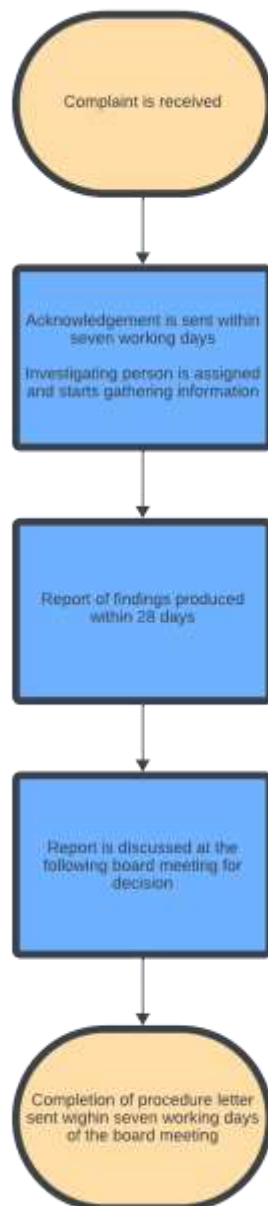 Complaint is received
Acknowledgement is sent within
seven working days
Investigating person is assigned
and starts gathering information
Report of findings produced
within 28 days
Report is discussed at the
following board meeting for
decision
Completion of procedure letter
sent wighin seven working days
of the board meeting